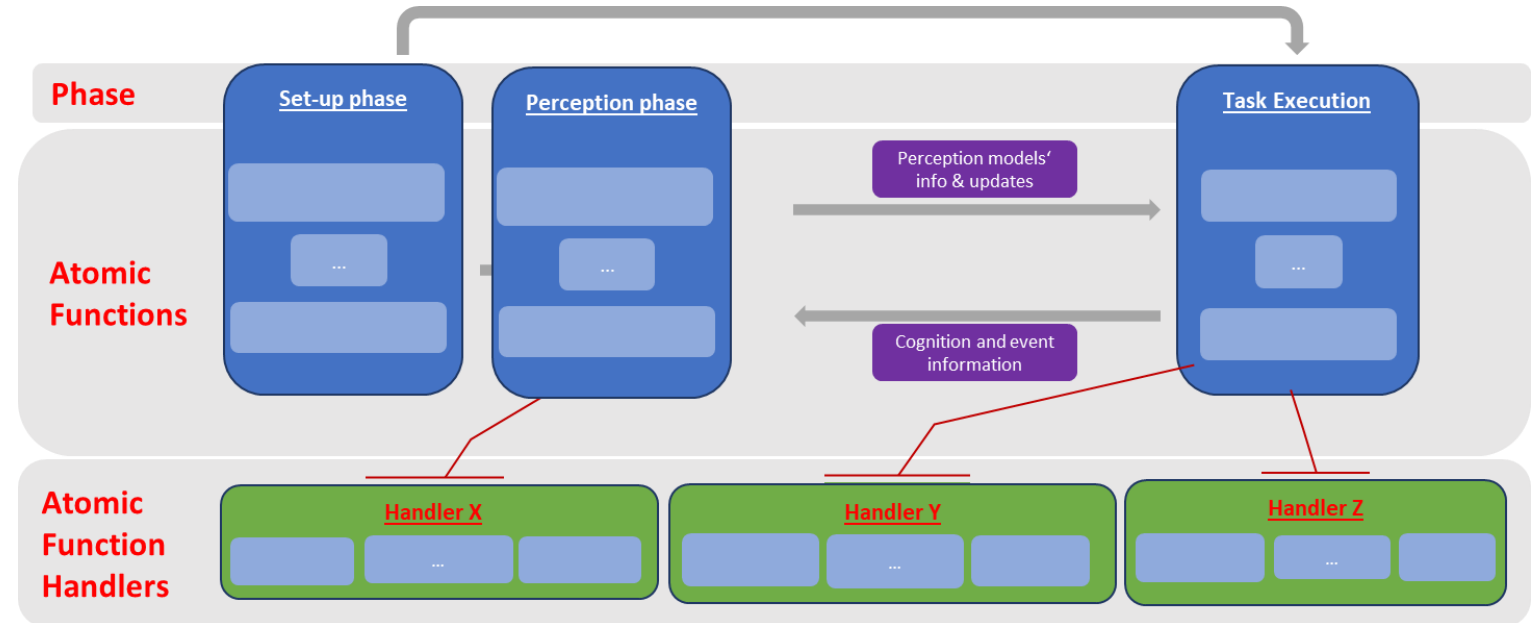 Phase
Set-up phase
Perception phase
Task Execution
Perception models‘
info & updates
Atomic
Functions
...
...
...
Cognition and event
information
Atomic
Function
Handlers
Handler X
...
Handler Y
...
Handler Z
...